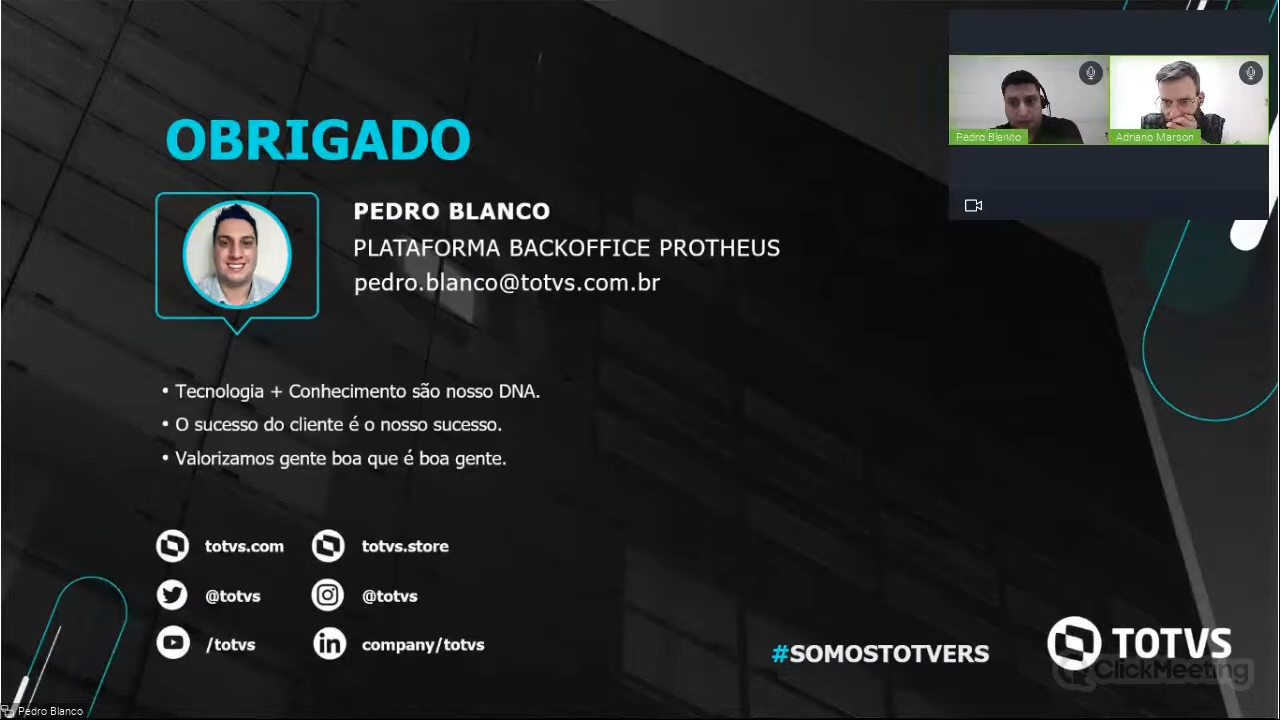 OBRIGADO
Pedro Blanco
Adriano Marson
PEDRO BLANCO
PLATAFORMA BACKOFFICE PROTHEUS
pedro.blanco@totvs.com.br
• Tecnologia + Conhecimento são nosso DNA.
• O sucesso do cliente é o nosso sucesso.
• Valorizamos gente boa que é boa gente.
totvs.com
totvs.store
@totvs
@totvs
/totvs
company/totvs
#SOMOSTOTVERS
TOTVS
ClickMeeting
Pedro Blanco